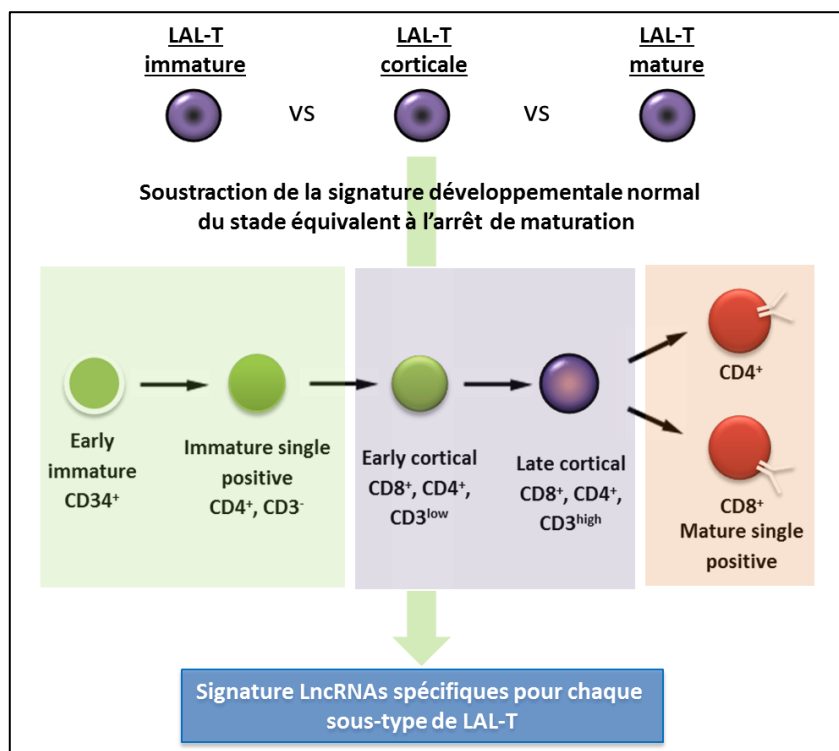 LAL-T
immature
vs
LAL-T
corticale
vs
LAL-T
mature
Soustraction de la signature développementale normal
du stade équivalent à l’arrêt de maturation
Early
immature
CD34⁺
Immature single
positive
CD4⁺, CD3⁻
Early cortical
CD8⁺, CD4⁺,
CD3ˡᵒʷ
Late cortical
CD8⁺, CD4⁺,
CD3ʰⁱᵍʰ
CD4⁺
CD8⁺
Mature single
positive
Signature LncRNAs spécifiques pour chaque
sous-type de LAL-T